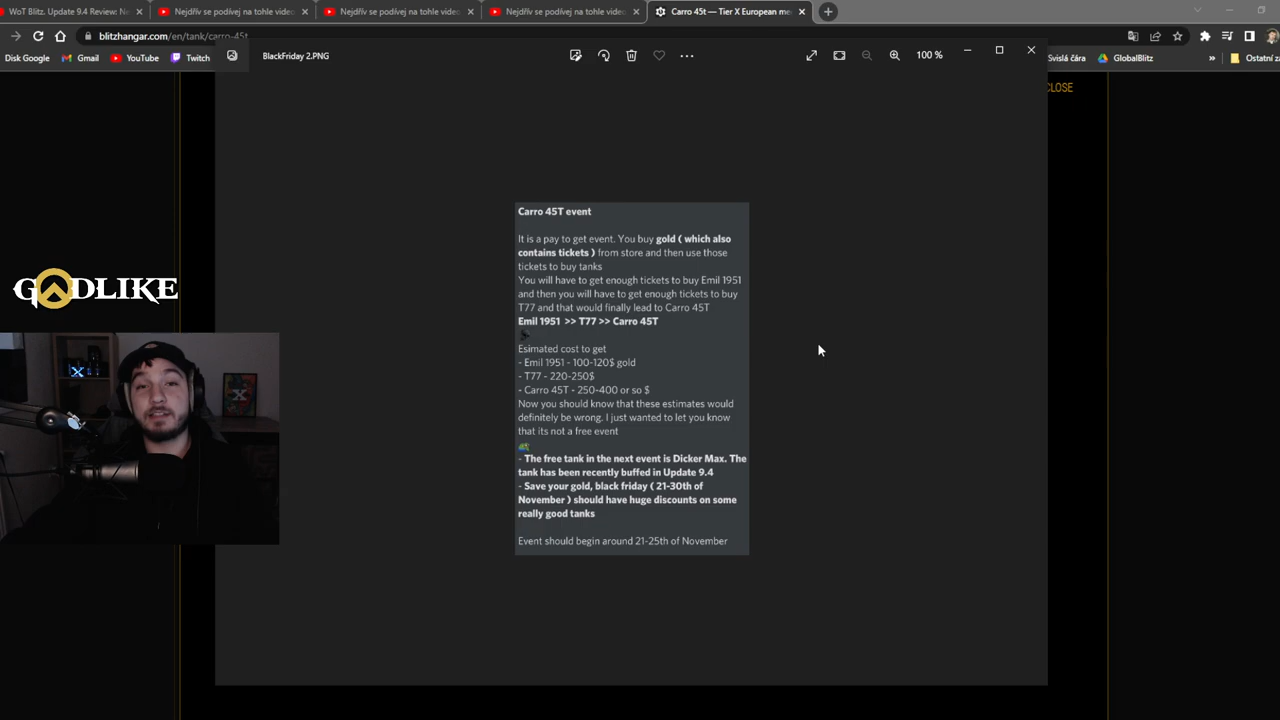 WoT Blitz. Update 9.4 Review: Ne
Nejdřív se podívej na tohle video
Nejdřív se podívej na tohle video
Nejdřív se podívej na tohle video
Carro 45t — Tier X European me
blitzhangar.com/en/tank/carro-45t
Disk Google
Gmail
YouTube
Twitch
BlackFriday 2.PNG
100 %
Svislá čára
GlobalBlitz
Ostatní zá
CLOSE
Carro 45T event
It is a pay to get event. You buy gold ( which also
contains tickets ) from store and then use those
tickets to buy tanks
You will have to get enough tickets to buy Emil 1951
and then you will have to get enough tickets to buy
T77 and that would finally lead to Carro 45T
Emil 1951 >> T77 >> Carro 45T
Esimated cost to get
- Emil 1951 - 100-120$ gold
- T77 - 220-250$
- Carro 45T - 250-400 or so $
Now you should know that these estimates would
definitely be wrong. I just wanted to let you know
that its not a free event
- The free tank in the next event is Dicker Max. The
tank has been recently buffed in Update 9.4
- Save your gold, black friday ( 21-30th of
November ) should have huge discounts on some
really good tanks
Event should begin around 21-25th of November
GODLIKE